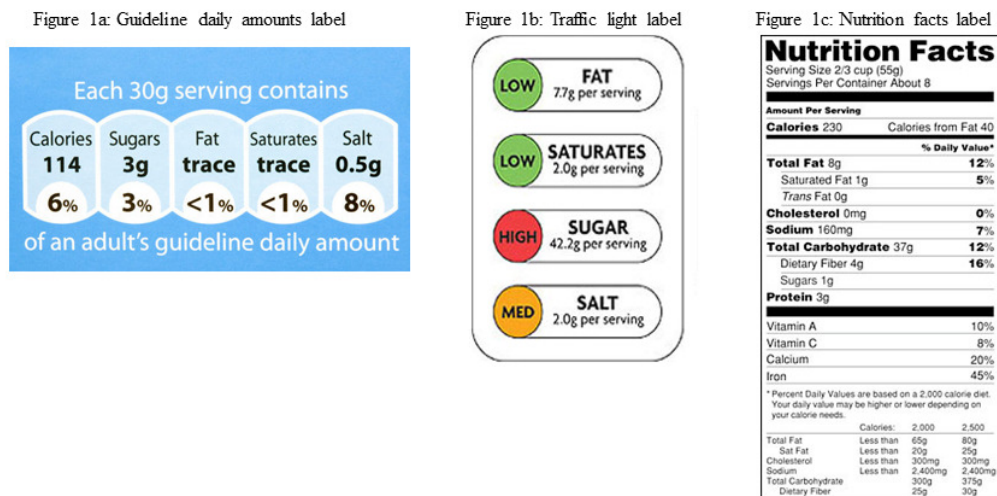 Figure 1a: Guideline daily amounts label
Each 30g serving contains
Calories Sugars Fat Saturates Salt
114 3g trace trace 0.5g
6% 3% <1% <1% 8%
of an adult's guideline daily amount
Figure 1b: Traffic light label
LOW FAT
7.7g per serving
LOW SATURATES
2.0g per serving
HIGH SUGAR
42.2g per serving
MED SALT
2.0g per serving
Figure 1c: Nutrition facts label
Nutrition Facts
Serving Size 2/3 cup (55g)
Servings Per Container About 8
Amount Per Serving
Calories 230 Calories from Fat 40
% Daily Value*
Total Fat 8g 12%
Saturated Fat 1g 5%
Trans Fat 0g
Cholesterol 0mg 0%
Sodium 160mg 7%
Total Carbohydrate 37g 12%
Dietary Fiber 4g 16%
Sugars 1g
Protein 3g
Vitamin A 10%
Vitamin C 8%
Calcium 20%
Iron 45%
* Percent Daily Values are based on a 2,000 calorie diet.
Your daily value may be higher or lower depending on
your calorie needs.
Calories: 2,000 2,500
Total Fat Less than 65g 80g
Sat Fat Less than 20g 25g
Cholesterol Less than 300mg 300mg
Sodium Less than 2,400mg 2,400mg
Total Carbohydrate 300g 375g
Dietary Fiber 25g 30g